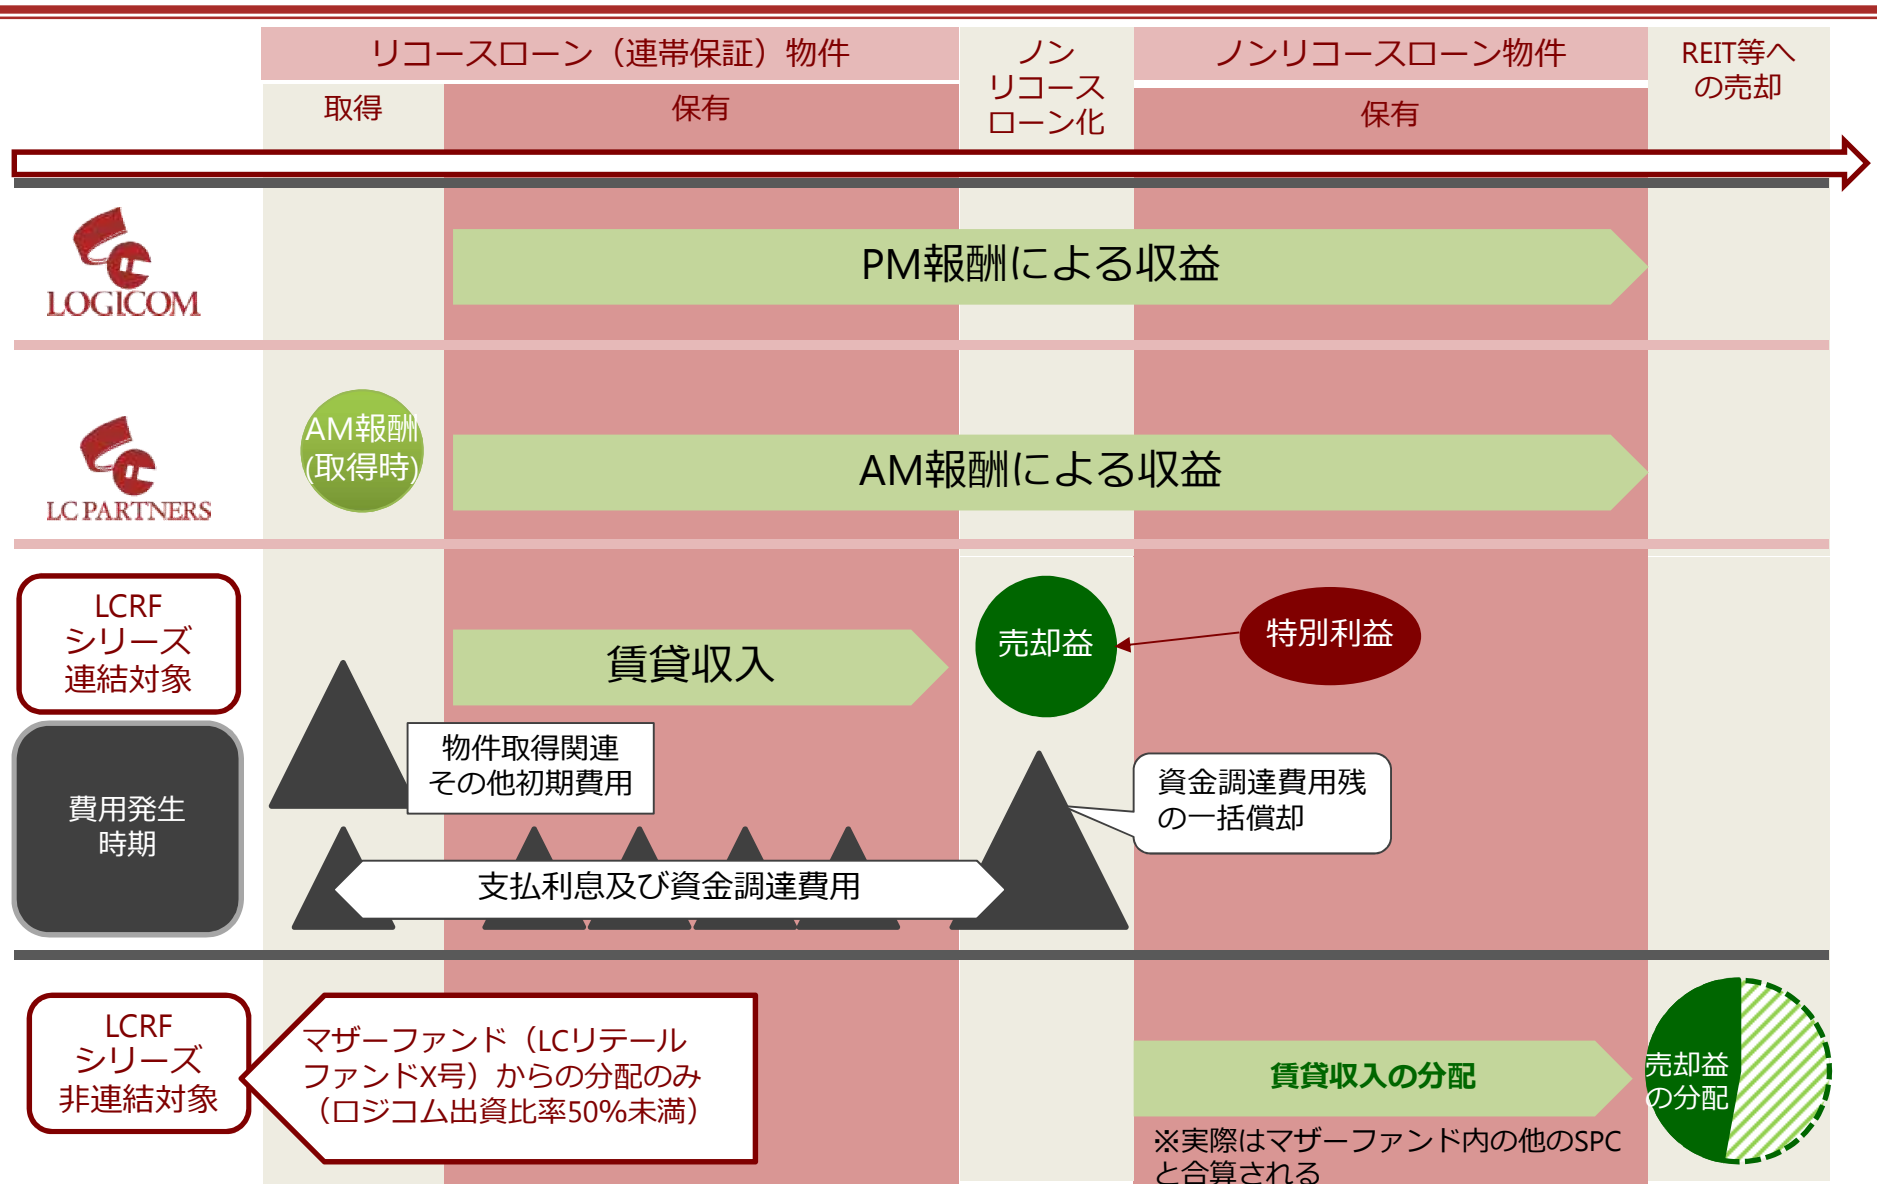 リコースローン（連帯保証）物件
ノン
リコース
ローン化
ノンリコースローン物件
REIT等へ
の売却
取得
保有
保有
LOGICOM
PM報酬による収益
LC PARTNERS
AM報酬
(取得時)
AM報酬による収益
LCRF
シリーズ
連結対象
賃貸収入
売却益
特別利益
費用発生
時期
物件取得関連
その他初期費用
資金調達費用残
の一括償却
支払利息及び資金調達費用
LCRF
シリーズ
非連結対象
マザーファンド（LCリテール
ファンドX号）からの分配のみ
（ロジコム出資比率50%未満）
賃貸収入の分配
売却益
の分配
※実際はマザーファンド内の他のSPC
と合算される